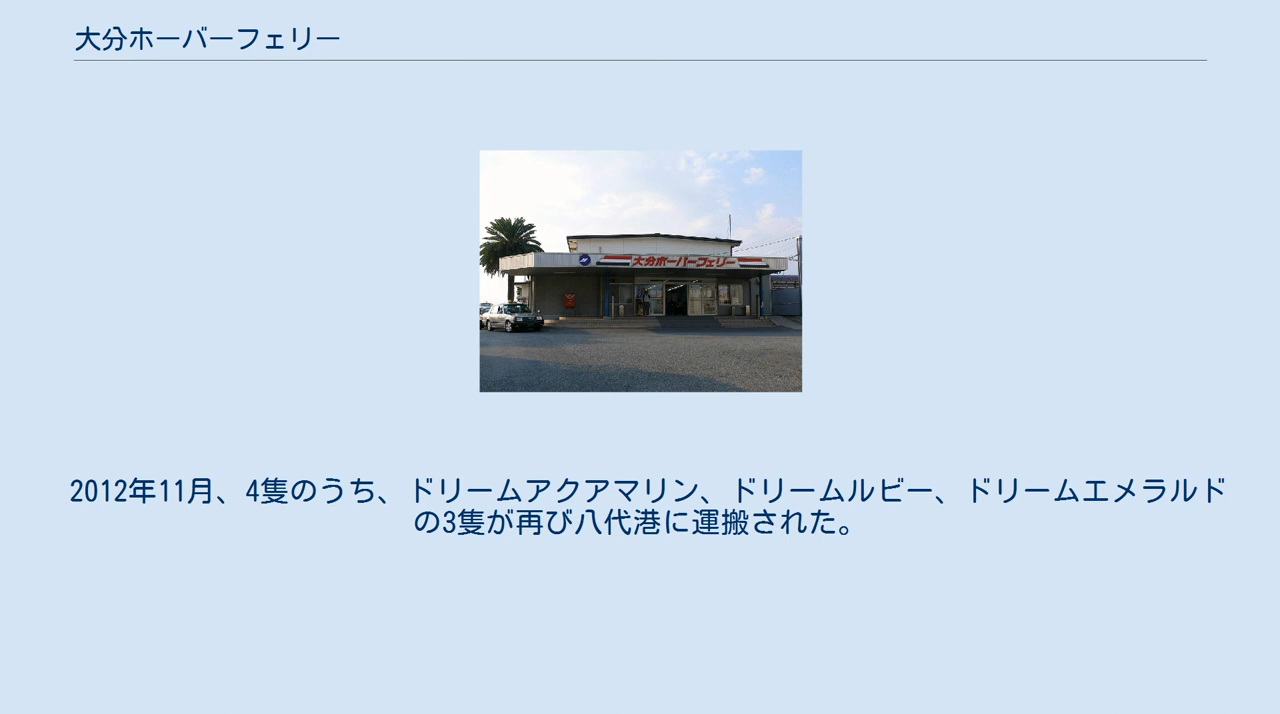 大分ホーバーフェリー
大分ホーバーフェリー
2012年11月、4隻のうち、ドリームアクアマリン、ドリームルビー、ドリームエメラルド
の3隻が再び八代港に運搬された。